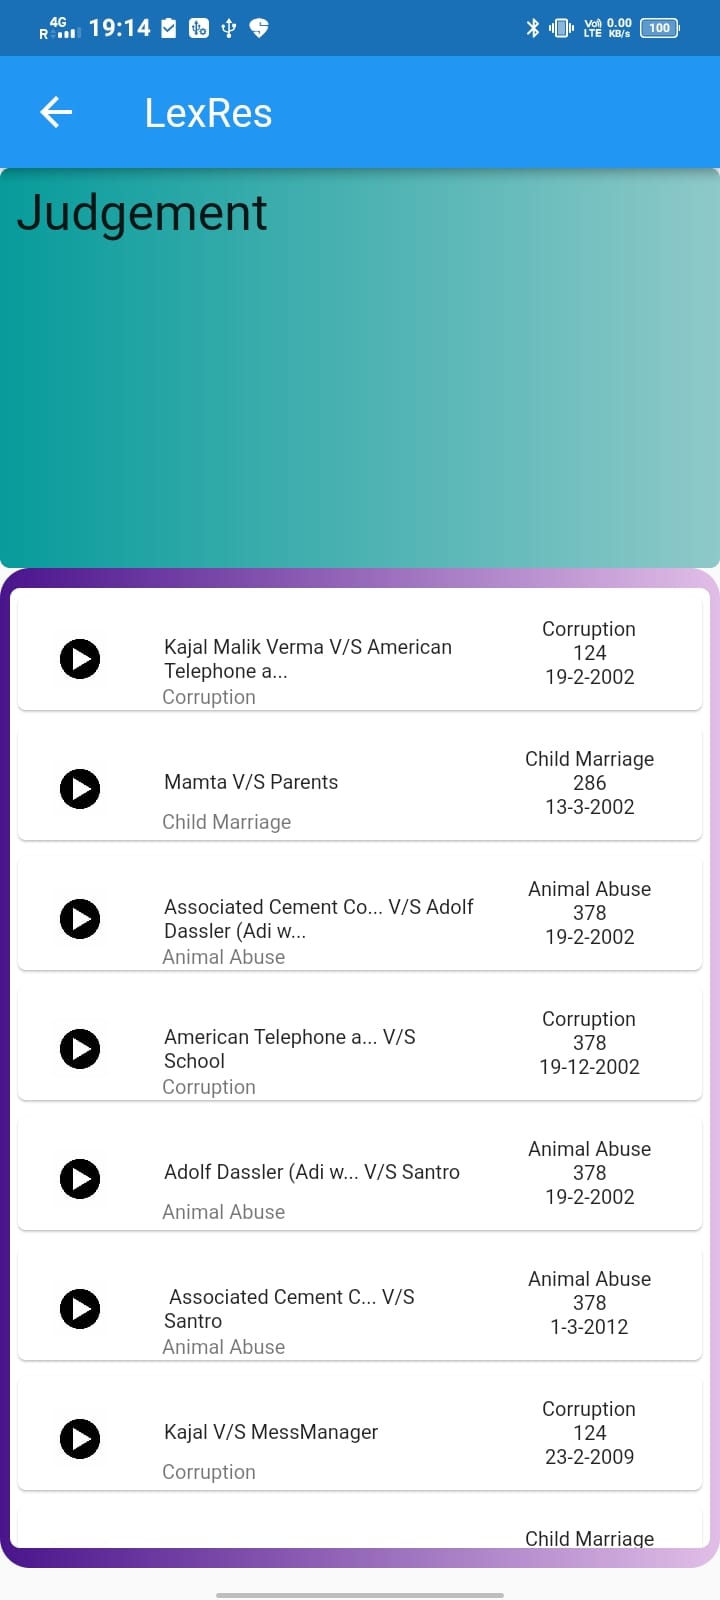 4G
R
19:14
Vo)
LTE
0.00
KB/s
100
LexRes
Judgement
Kajal Malik Verma V/S American
Telephone a...
Corruption
Corruption
124
19-2-2002
Mamta V/S Parents
Child Marriage
Child Marriage
286
13-3-2002
Associated Cement Co... V/S Adolf
Dassler (Adi w...
Animal Abuse
Animal Abuse
378
19-2-2002
American Telephone a... V/S
School
Corruption
Corruption
378
19-12-2002
Adolf Dassler (Adi w... V/S Santro
Animal Abuse
Animal Abuse
378
19-2-2002
Associated Cement C... V/S
Santro
Animal Abuse
Animal Abuse
378
1-3-2012
Kajal V/S MessManager
Corruption
Corruption
124
23-2-2009
Child Marriage